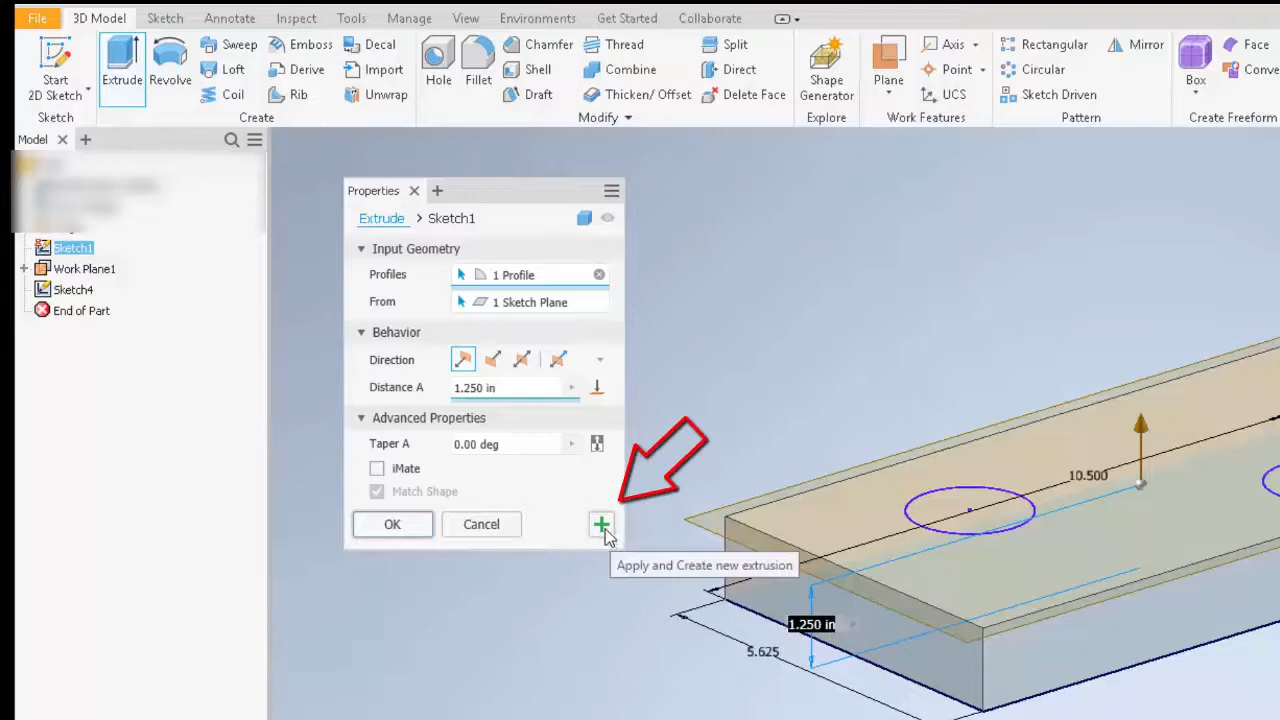 File 3D Model Sketch Annotate Inspect Tools Manage View Environments Get Started Collaborate
Start
2D Sketch
Extrude
Revolve
Sweep
Loft
Coil
Emboss
Derive
Rib
Decal
Import
Unwrap
Hole
Fillet
Chamfer
Shell
Draft
Thread
Combine
Thicken/ Offset
Split
Direct
Delete Face
Shape
Generator
Plane
Axis
Point
UCS
Rectangular
Circular
Sketch Driven
Mirror
Box
Face
Conve
Sketch Create Modify Explore Work Features Pattern Create Freeform
Model
Sketch1
Work Plane1
Sketch4
End of Part
Properties
Extrude > Sketch1
Input Geometry
Profiles 1 Profile
From 1 Sketch Plane
Behavior
Direction
Distance A 1.250 in
Advanced Properties
Taper A 0.00 deg
iMate
Match Shape
OK Cancel
Apply and Create new extrusion
10.500
1.250 in
5.625